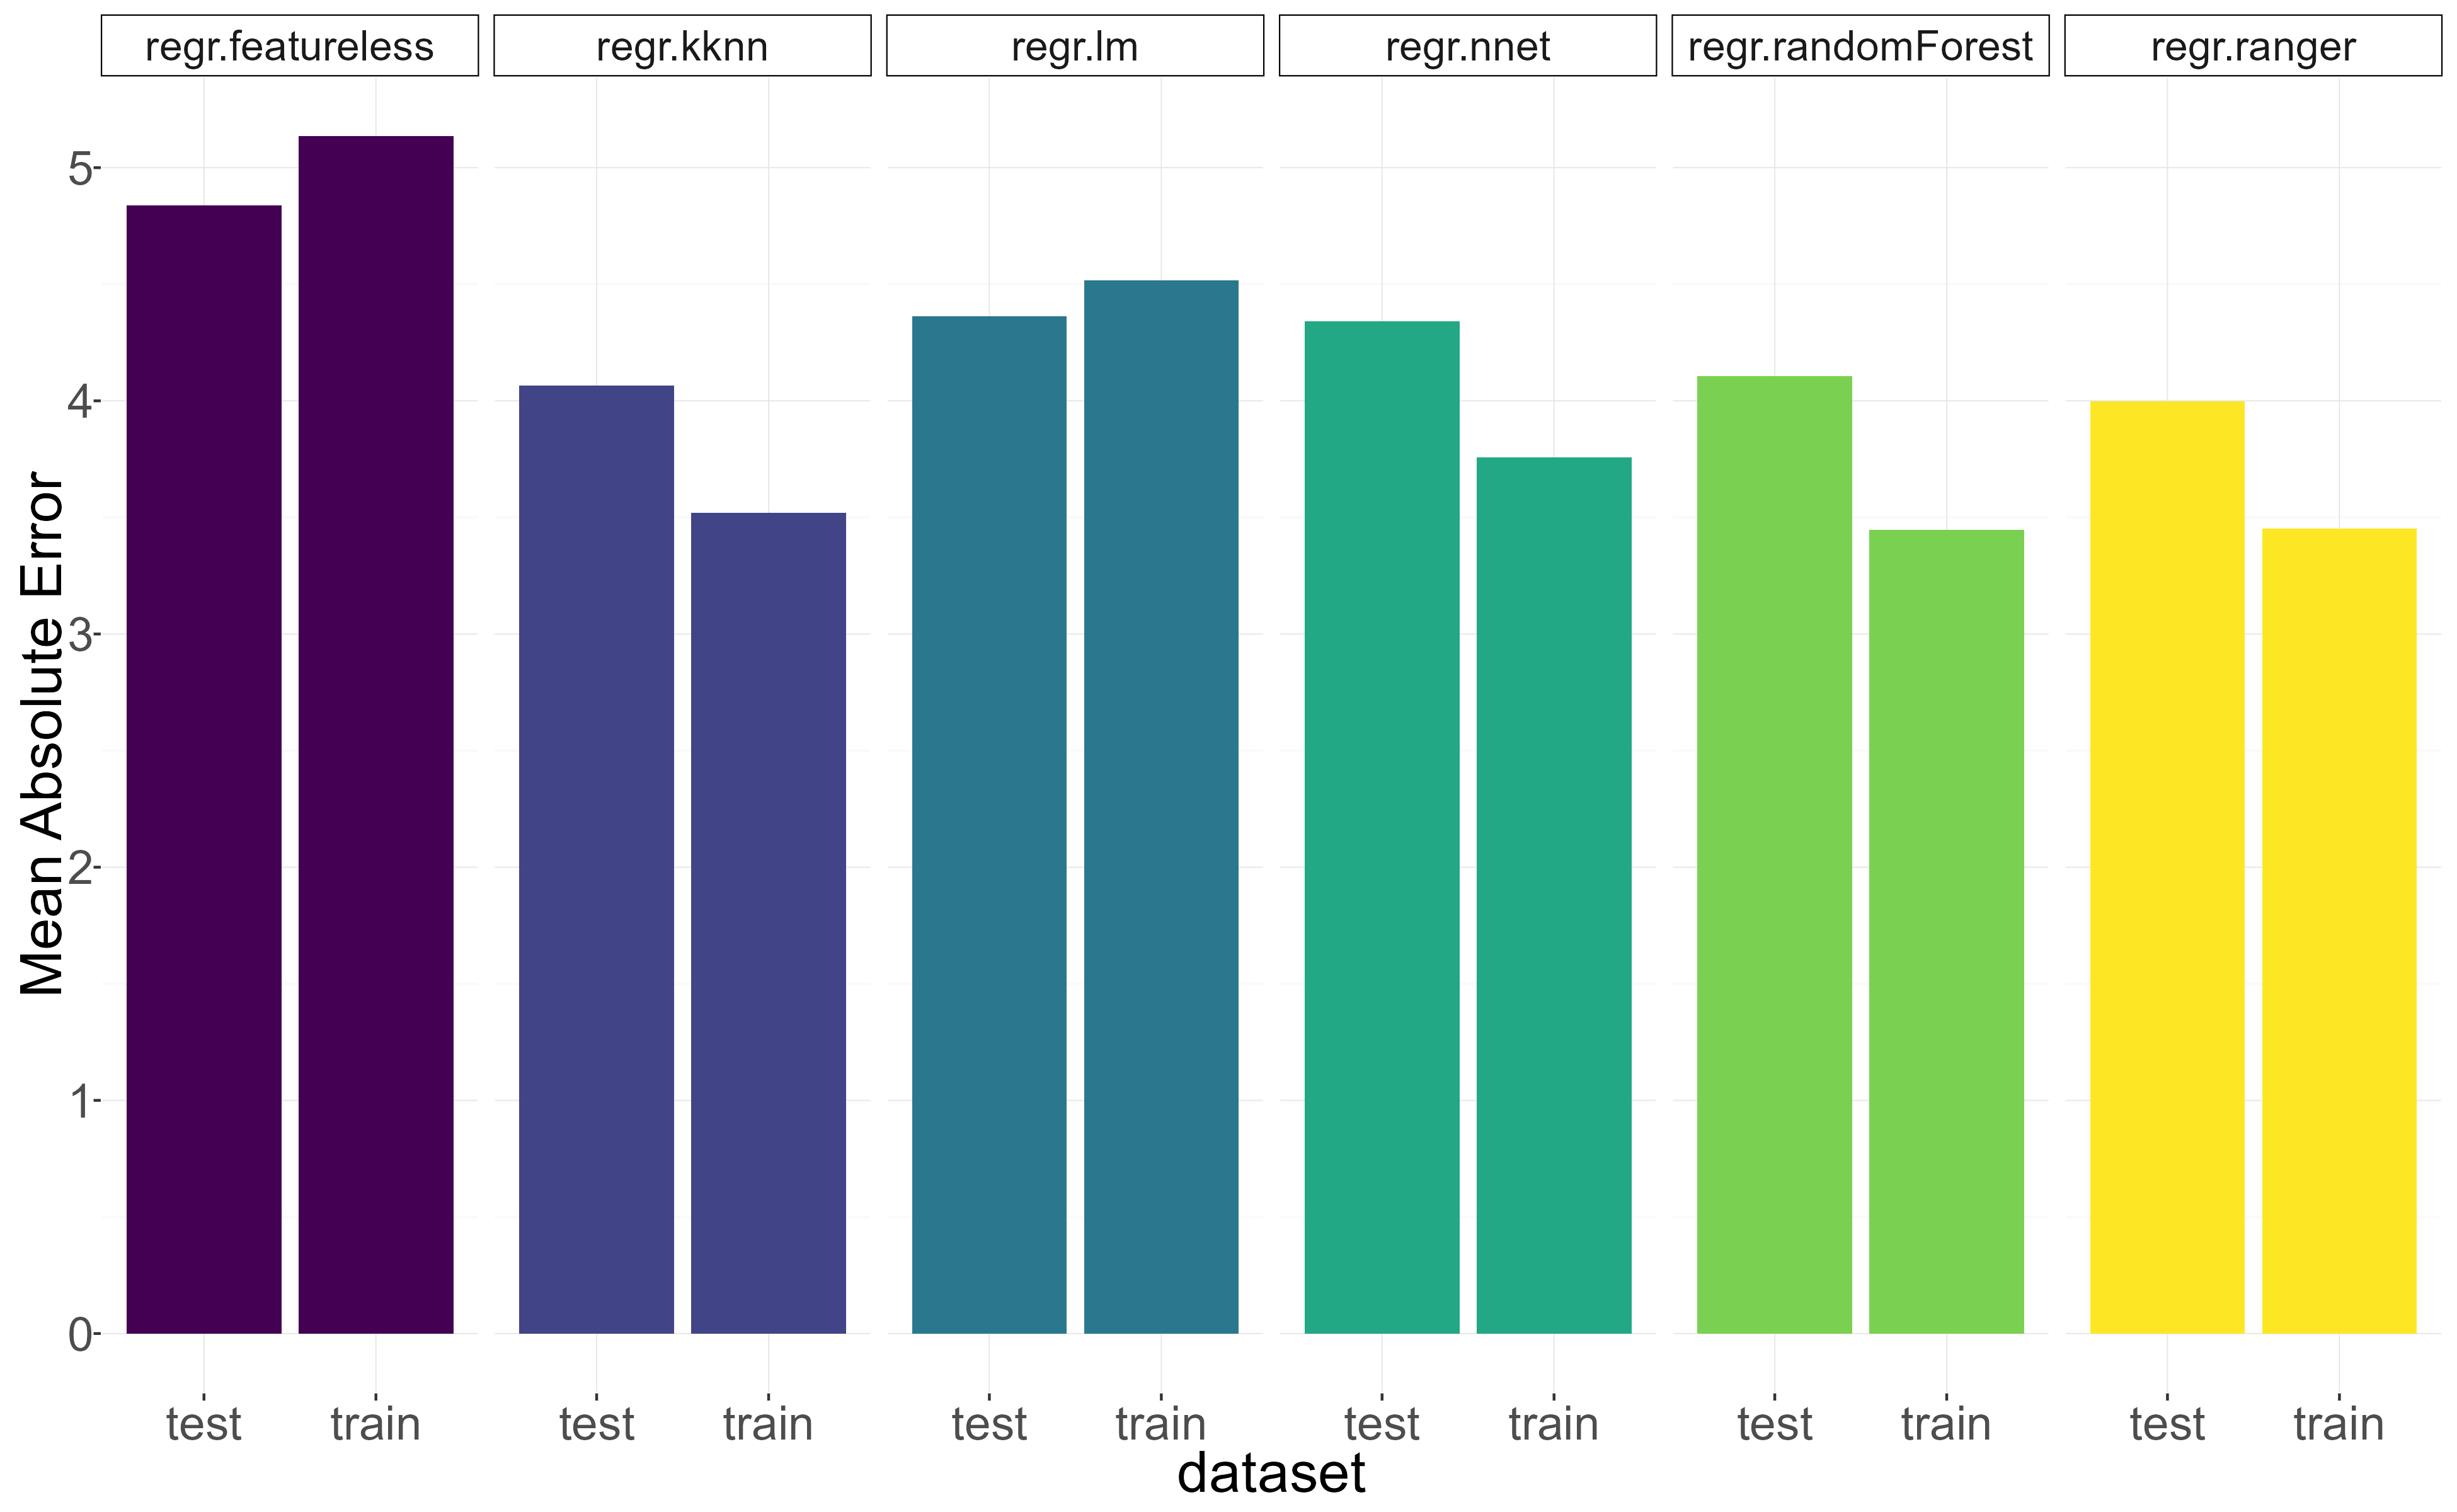 regr.featureless
regr.kknn
regr.lm
regr.nnet
regr.randomForest
regr.ranger
Mean Absolute Error
5
4
3
2
1
0
test train test train test train test train test train test train
dataset